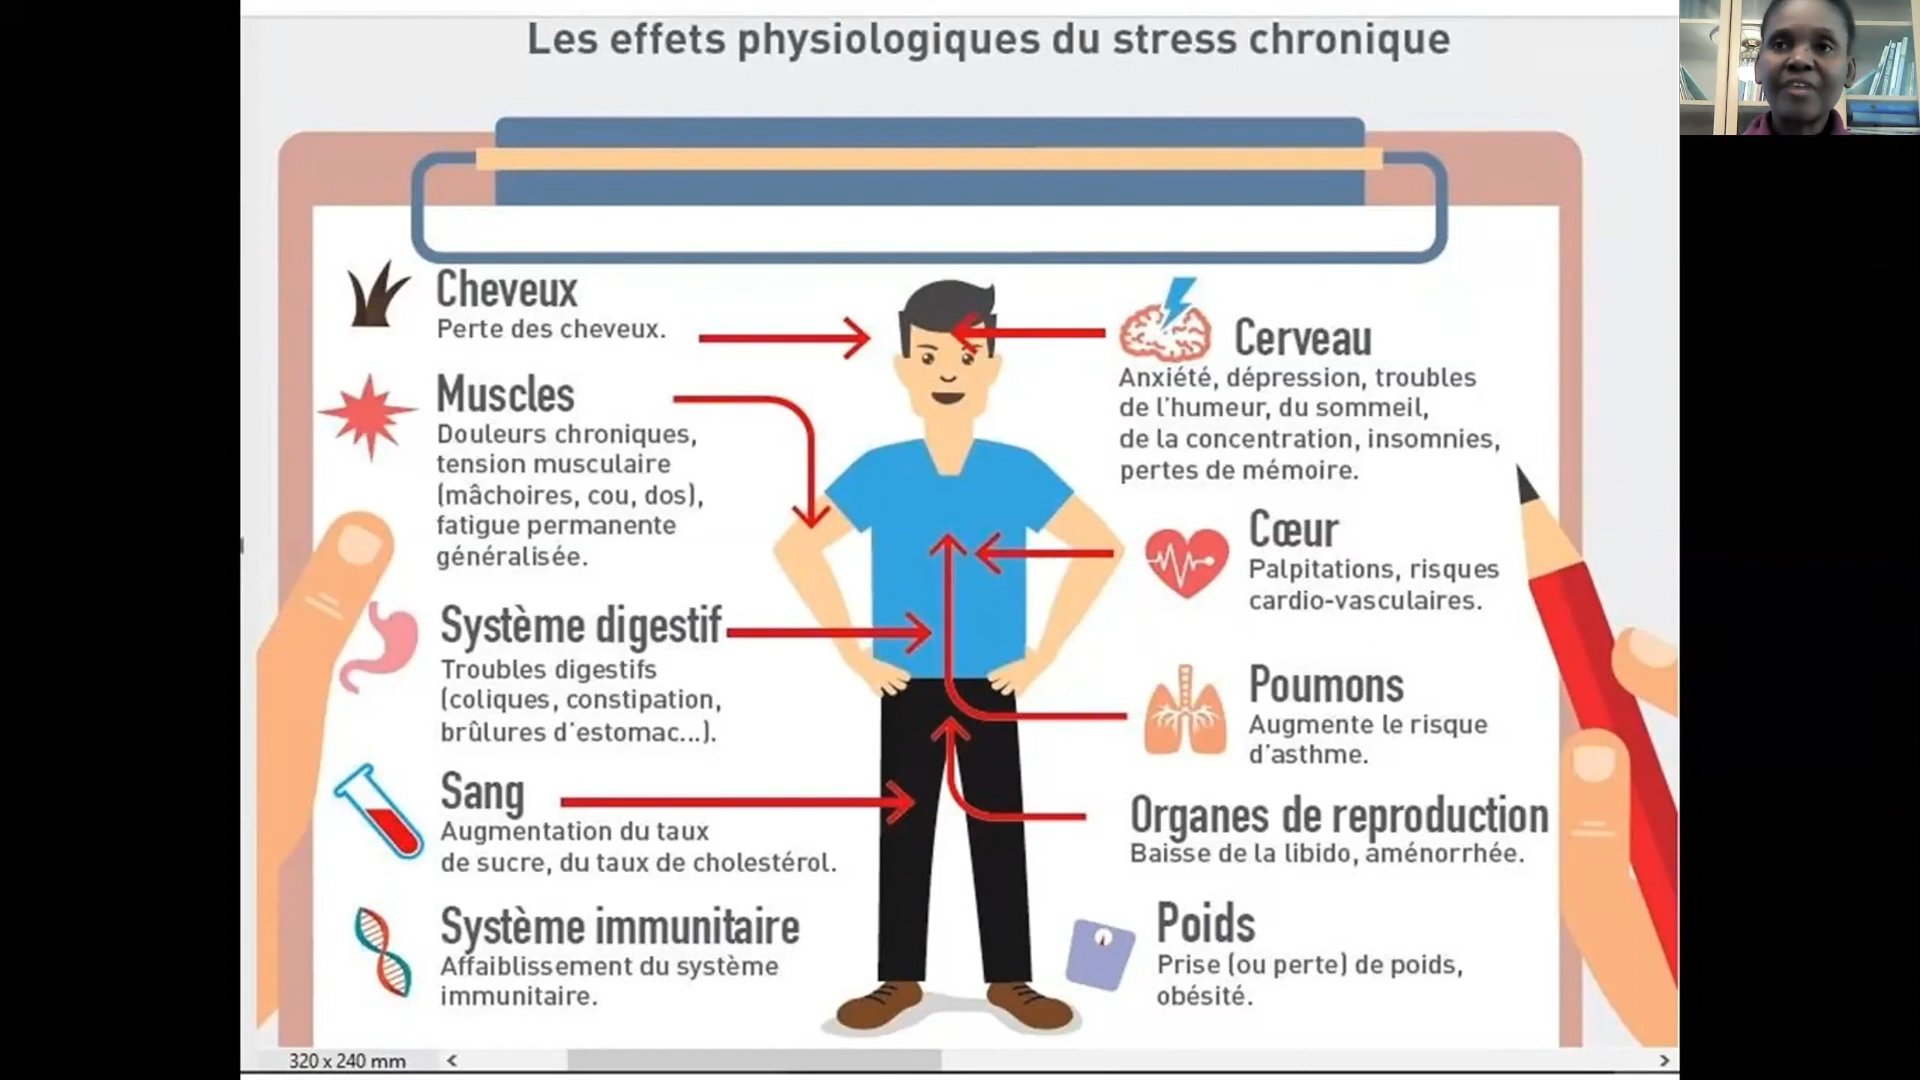 Les effets physiologiques du stress chronique
Cheveux
Perte des cheveux.
Muscles
Douleurs chroniques,
tension musculaire
(mâchoires, cou, dos),
fatigue permanente
généralisée.
Système digestif
Troubles digestifs
(coliques, constipation,
brûlures d'estomac...).
Sang
Augmentation du taux
de sucre, du taux de cholestérol.
Système immunitaire
Affaiblissement du système
immunitaire.
Cerveau
Anxiété, dépression, troubles
de l'humeur, du sommeil,
de la concentration, insomnies,
pertes de mémoire.
Cœur
Palpitations, risques
cardio-vasculaires.
Poumons
Augmente le risque
d'asthme.
Organes de reproduction
Baisse de la libido, aménorrhée.
Poids
Prise (ou perte) de poids,
obésité.
320 x 240 mm